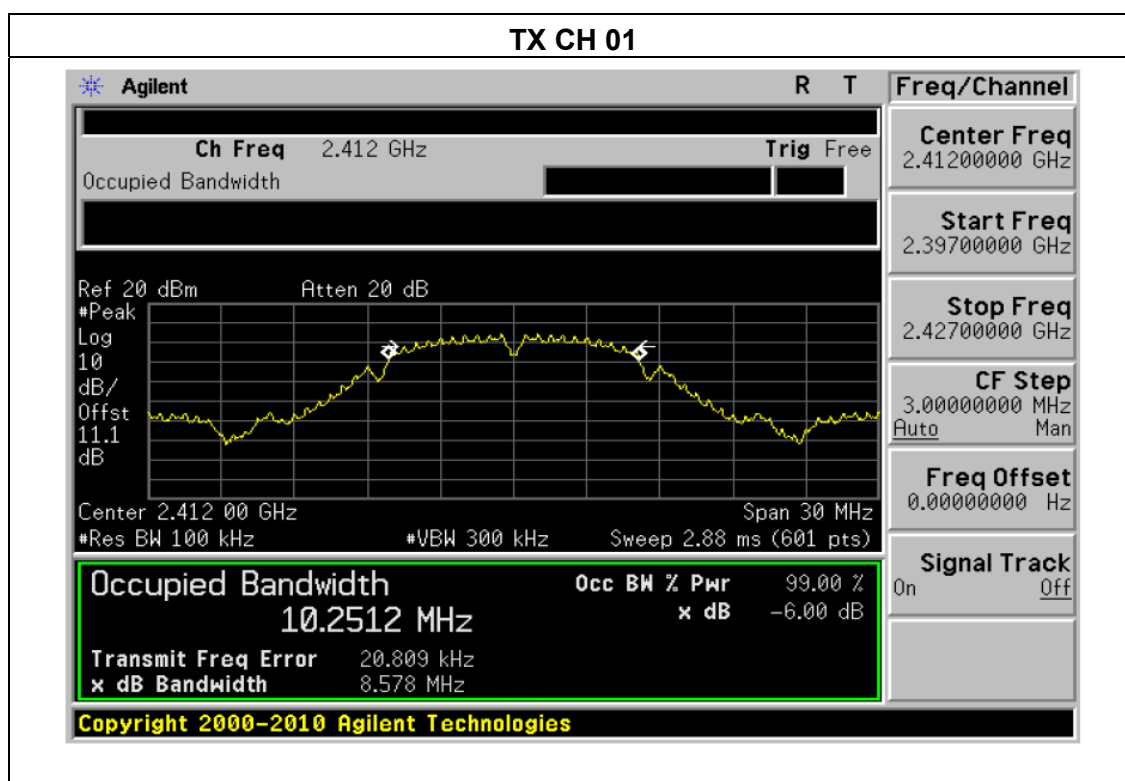 TX CH 01
Agilent R T
Freq/Channel
Ch Freq 2.412 GHz Trig Free
Occupied Bandwidth
Center Freq
2.41200000 GHz
Start Freq
2.39700000 GHz
Stop Freq
2.42700000 GHz
CF Step
3.00000000 MHz
Auto Man
Freq Offset
0.00000000 Hz
Signal Track
On Off
Ref 20 dBm Atten 20 dB
#Peak
Log
10
dB/
Offst
11.1
dB
Center 2.412 00 GHz Span 30 MHz
#Res BW 100 kHz #VBW 300 kHz Sweep 2.88 ms (601 pts)
Occupied Bandwidth Occ BW % Pwr 99.00 %
10.2512 MHz x dB -6.00 dB
Transmit Freq Error 20.809 kHz
x dB Bandwidth 8.578 MHz
Copyright 2000-2010 Agilent Technologies